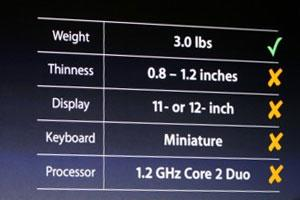 Weight 3.0 lbs ✓
Thinness 0.8 – 1.2 inches ✗
Display 11- or 12- inch ✗
Keyboard Miniature ✗
Processor 1.2 GHz Core 2 Duo ✗